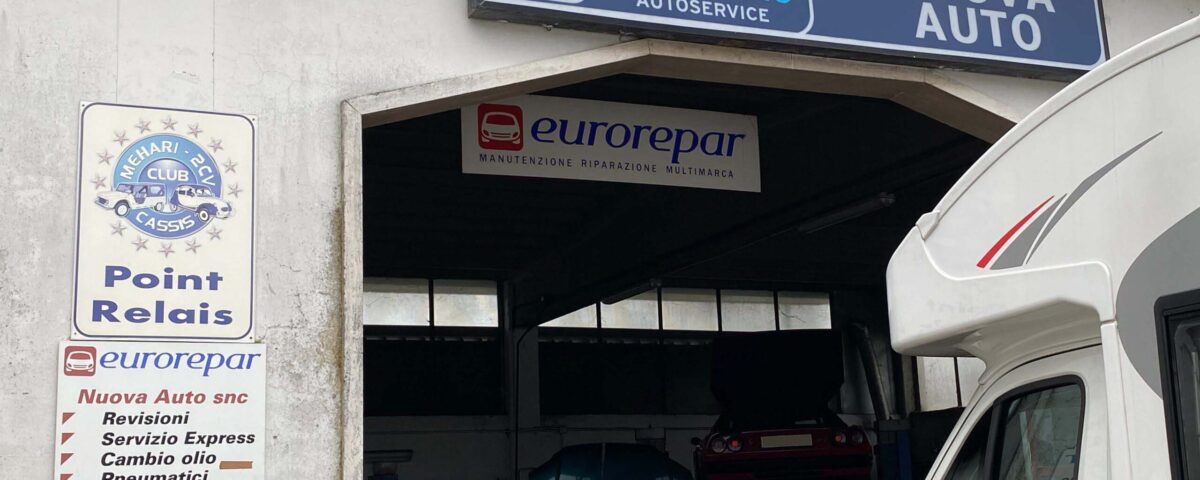 AUTOSERVICE
AUTO
eurorepar
MANUTENZIONE RIPARAZIONE MULTIMARCA
MEHARI - 2CV
CLUB
CASSIS
Point
Relais
eurorepar
Nuova Auto snc
Revisioni
Servizio Express
Cambio olio
Pneumatici